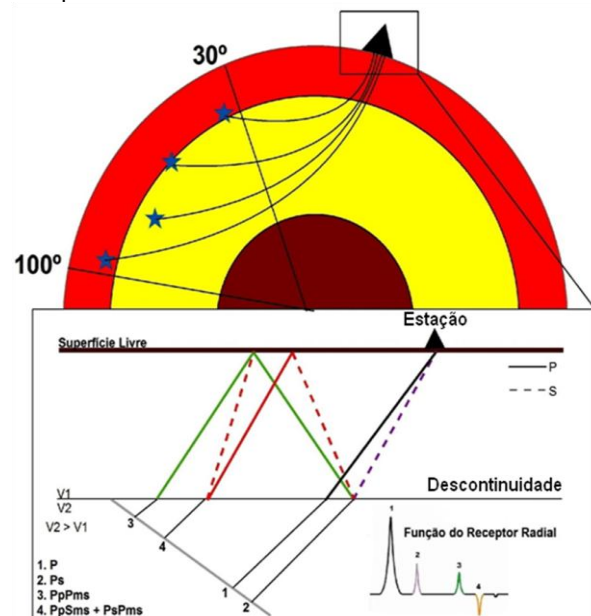 30º
100º
Estação
Superfície Livre
P
S
V1
V2
V2 > V1
Descontinuidade
3
4
1
2
Função do Receptor Radial
1
2
3
4
1. P
2. Ps
3. PpPms
4. PpSms + PsPms